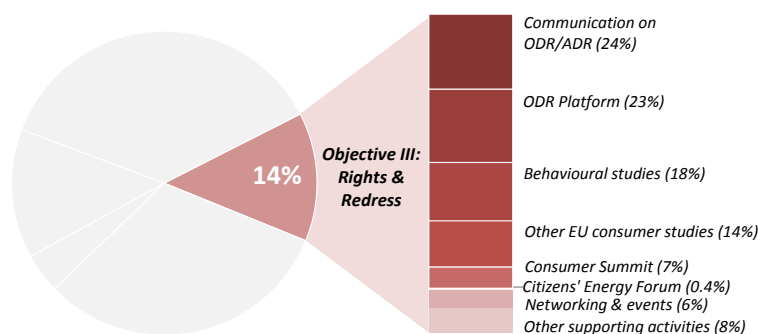 14%
Objective III:
Rights &
Redress
Communication on
ODR/ADR (24%)
ODR Platform (23%)
Behavioural studies (18%)
Other EU consumer studies (14%)
Consumer Summit (7%)
Citizens' Energy Forum (0.4%)
Networking & events (6%)
Other supporting activities (8%)